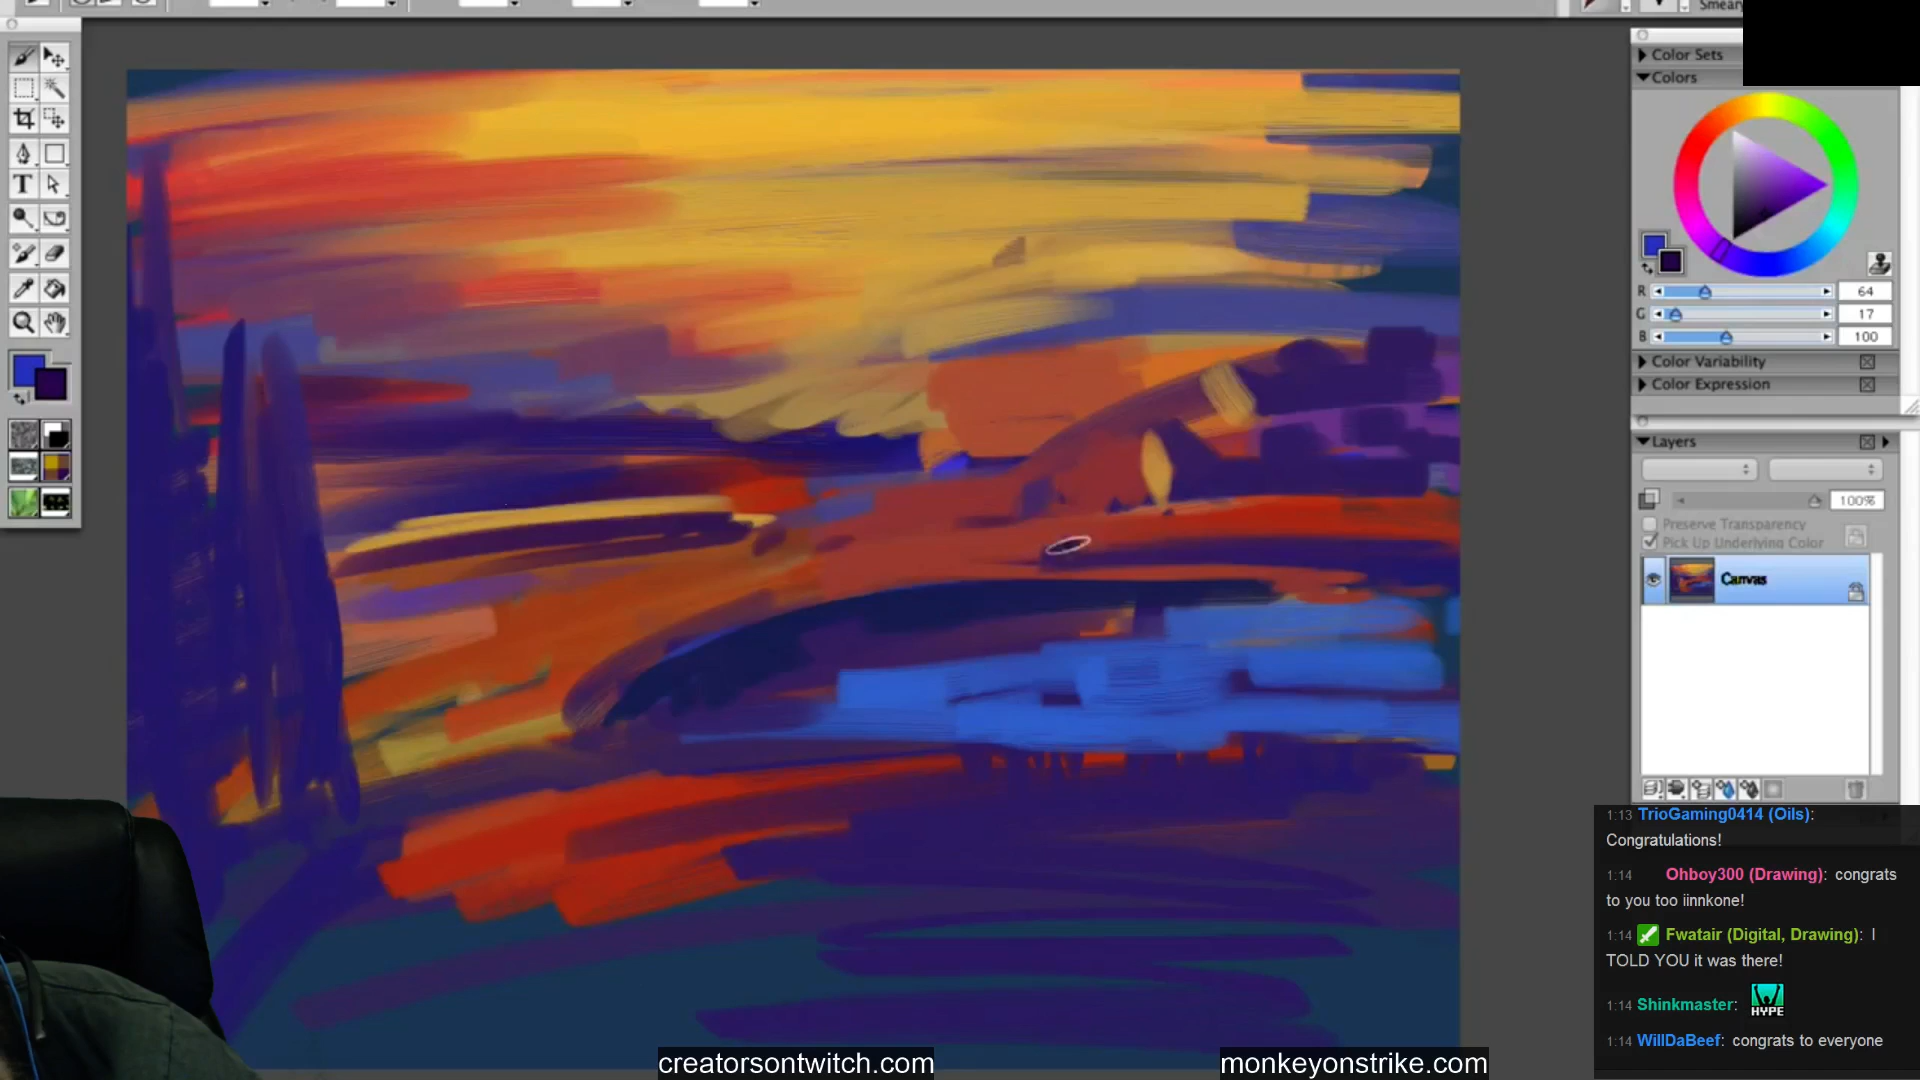 Smeary
Color Sets
Colors
R 64
G 17
B 100
Color Variability
Color Expression
Layers
100%
Preserve Transparency
Pick Up Underlying Color
Canvas
T
1:13 TrioGaming0414 (Oils):
Congratulations!
1:14 Ohboy300 (Drawing): congrats
to you too iinnkone!
1:14 Fwatair (Digital, Drawing): I
TOLD YOU it was there!
1:14 Shinkmaster: HYPE
1:14 WillDaBeef: congrats to everyone
creatorsontwitch.com
monkeyonstrike.com